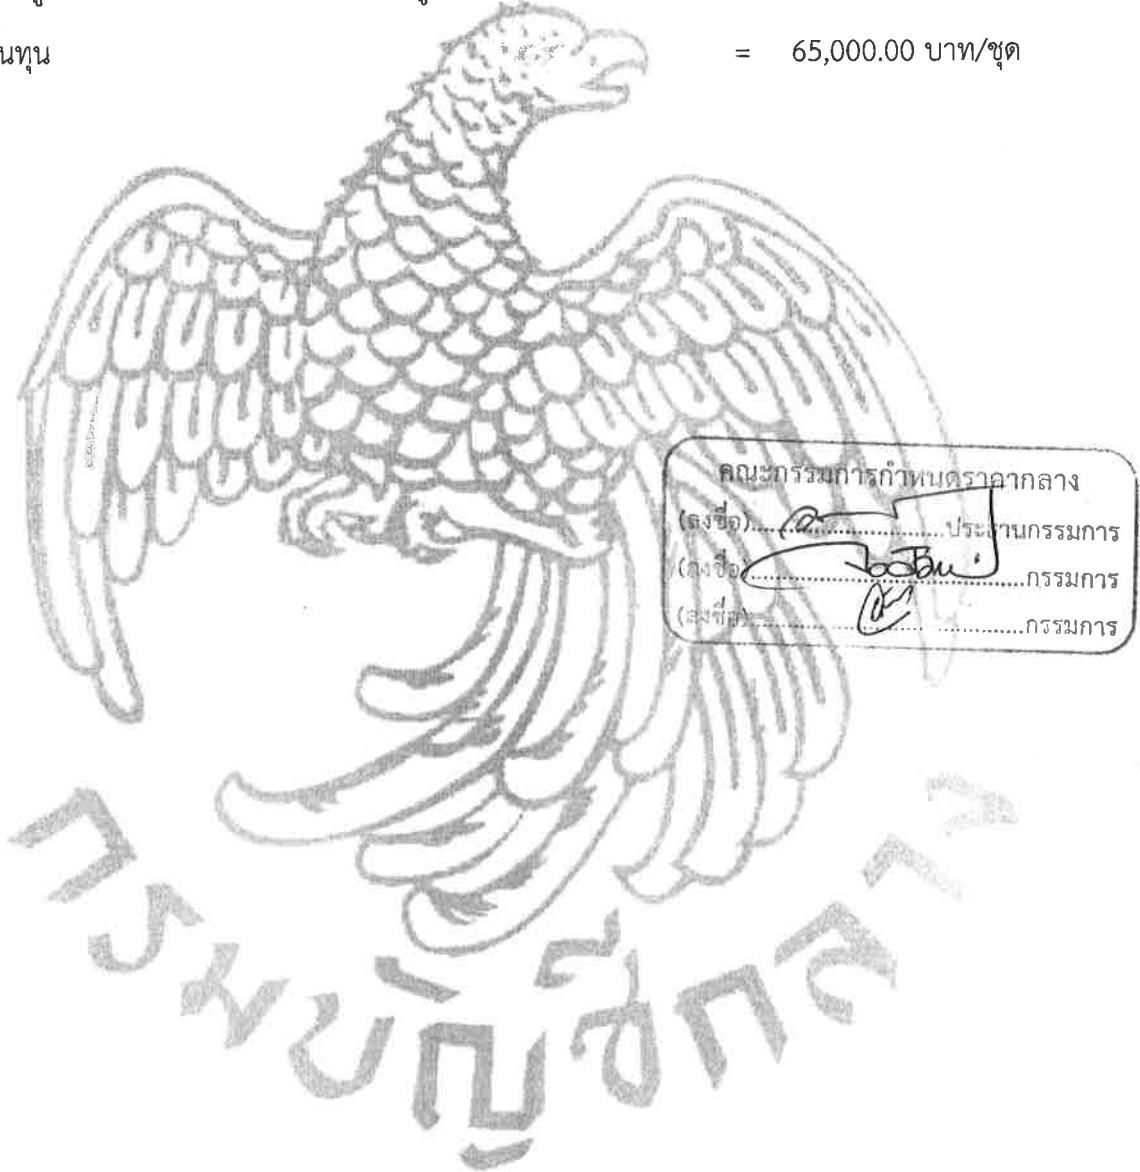 นทุน = 65,000.00 บาท/ชุด
คณะกรรมการกำหนดราคากลาง
(ลงชื่อ)....................ประธานกรรมการ
(ลงชื่อ)....................กรรมการ
(ลงชื่อ)....................กรรมการ
กรมบัญชีกลาง